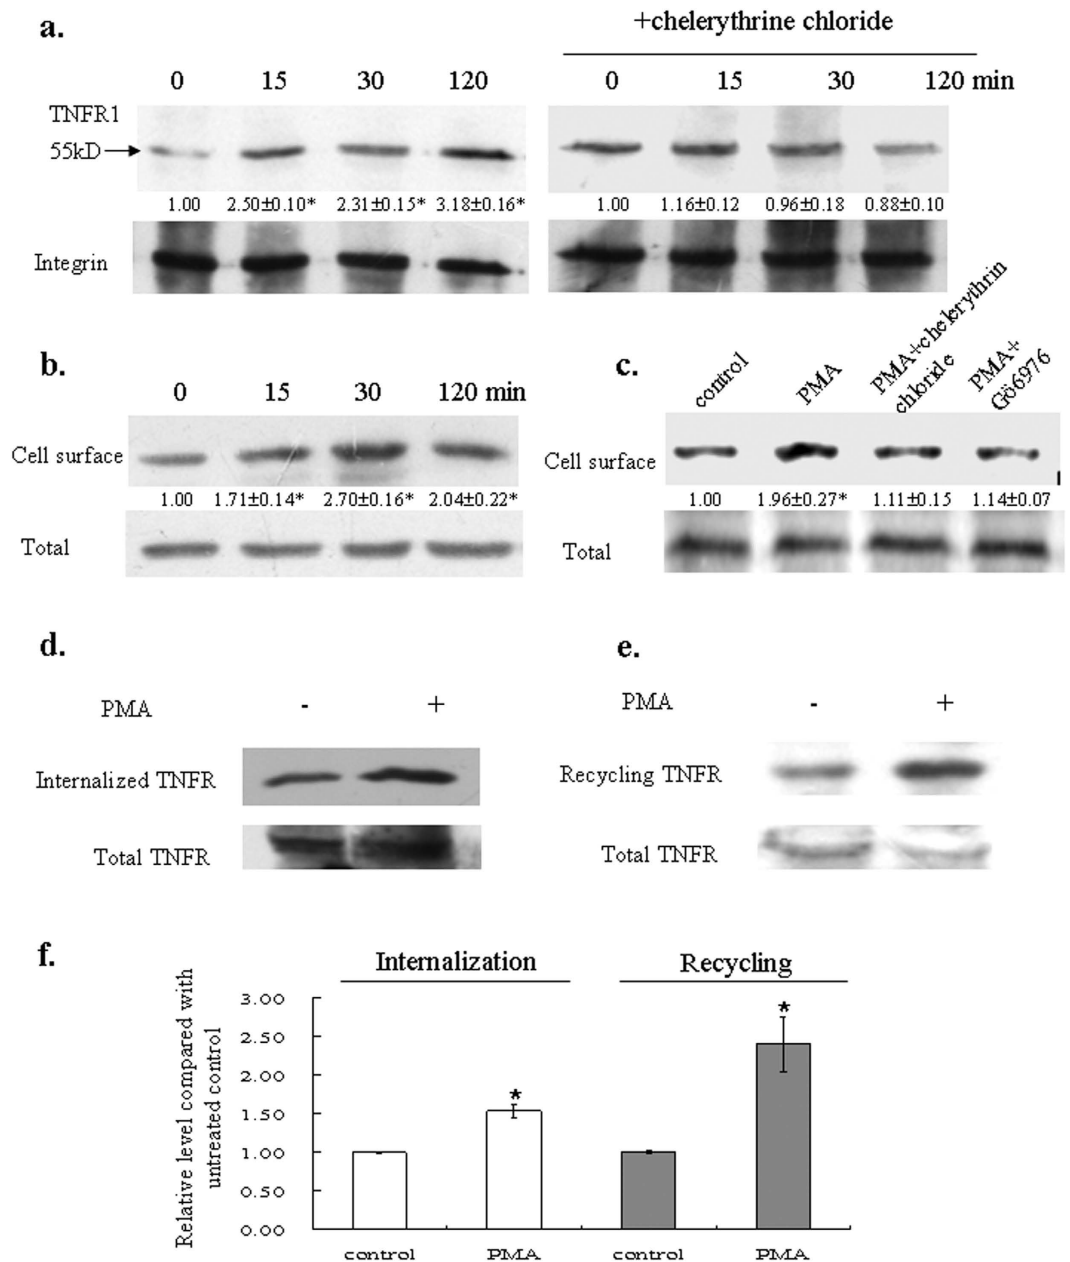 a.
+chelerythrine chloride
0 15 30 120 0 15 30 120 min
TNFR1
55kD
1.00 2.50±0.10* 2.31±0.15* 3.18±0.16* 1.00 1.16±0.12 0.96±0.18 0.88±0.10
Integrin
b.
0 15 30 120 min
Cell surface
1.00 1.71±0.14* 2.70±0.16* 2.04±0.22*
Total
c.
control
PMA
PMA+chelerythrin
chloride
PMA+
Gö6976
Cell surface
1.00 1.96±0.27* 1.11±0.15 1.14±0.07
Total
d.
PMA - +
Internalized TNFR
Total TNFR
e.
PMA - +
Recycling TNFR
Total TNFR
f.
Internalization Recycling
Relative level compared with
untreated control
3.00
2.50
2.00
1.50
1.00
0.50
0.00
*
*
control PMA control PMA